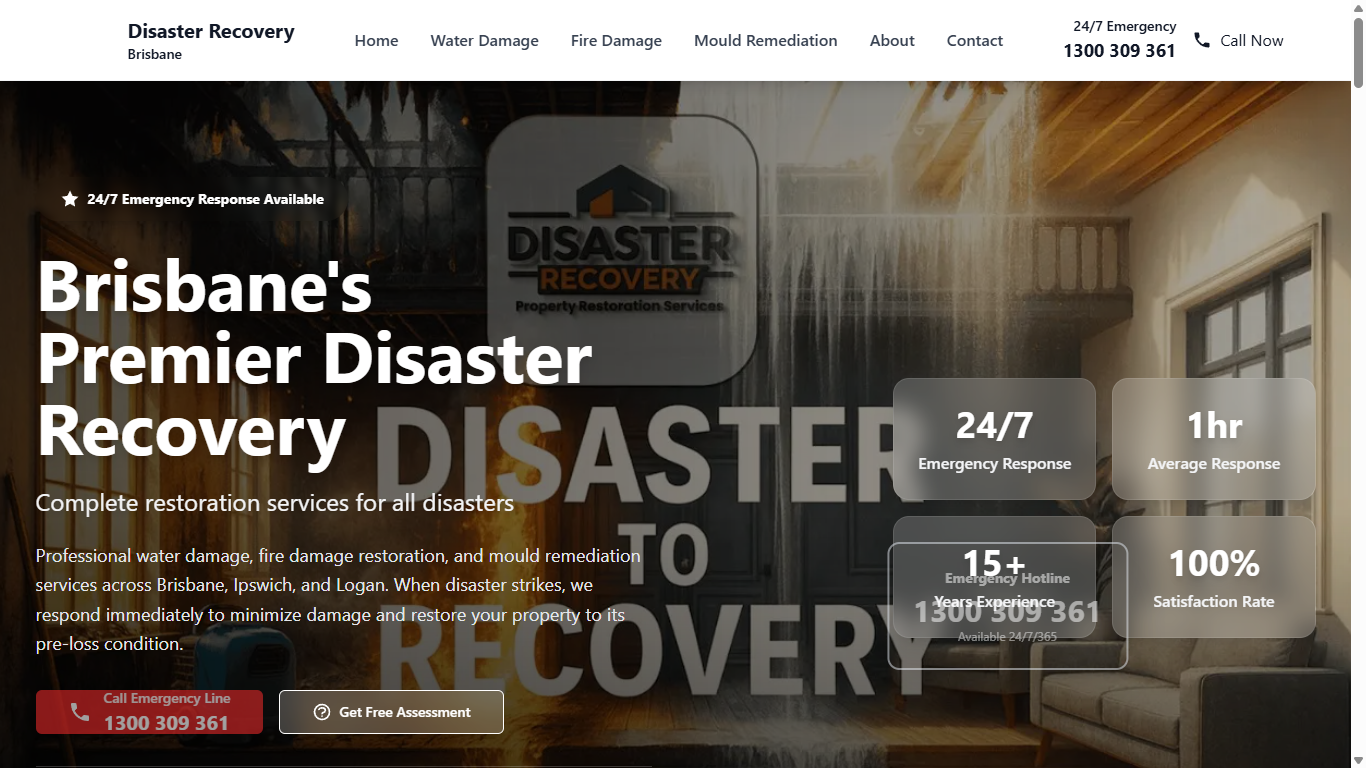 Disaster Recovery
Brisbane
Home
Water Damage
Fire Damage
Mould Remediation
About
Contact
24/7 Emergency
1300 309 361
Call Now
24/7 Emergency Response Available
DISASTER
RECOVERY
Property Restoration Services
Brisbane's
Premier Disaster
Recovery
Complete restoration services for all disasters
Professional water damage, fire damage restoration, and mould remediation
services across Brisbane, Ipswich, and Logan. When disaster strikes, we
respond immediately to minimize damage and restore your property to its
pre-loss condition.
Call Emergency Line
1300 309 361
Get Free Assessment
DISASTER
TO
RECOVERY
24/7
Emergency Response
1hr
Average Response
15+
Years Experience
100%
Satisfaction Rate
Emergency Hotline
1300 309 361
Available 24/7/365